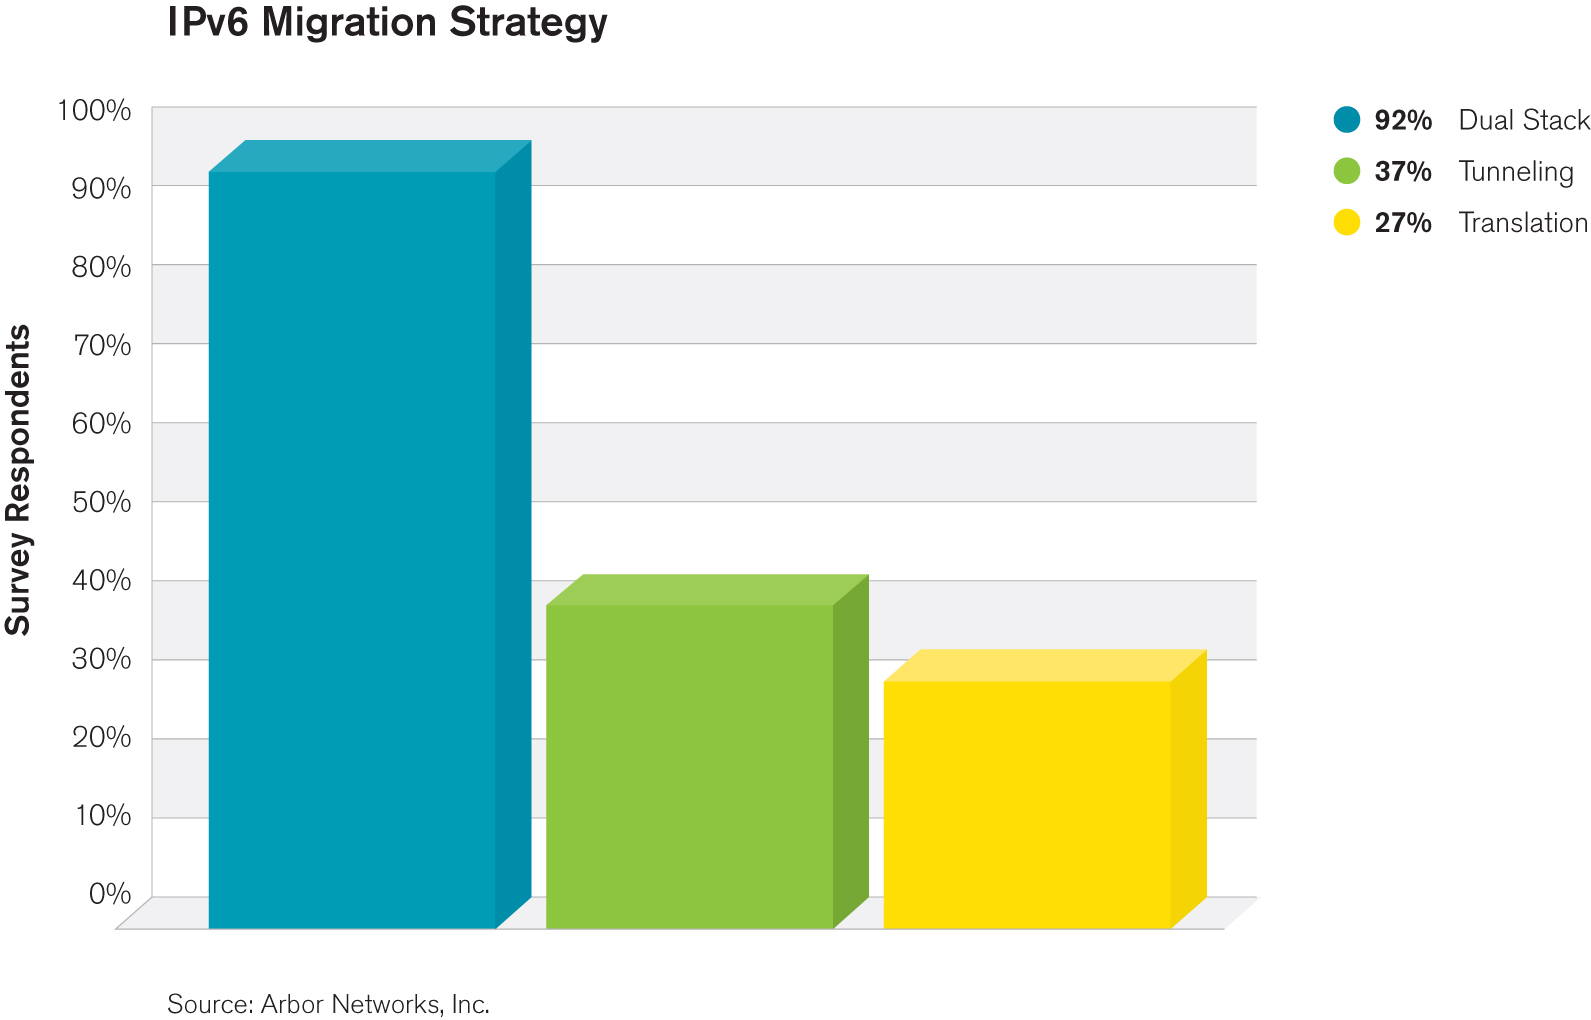 IPv6 Migration Strategy
100%
90%
80%
70%
60%
50%
40%
30%
20%
10%
0%
Survey Respondents
92% Dual Stack
37% Tunneling
27% Translation
Source: Arbor Networks, Inc.